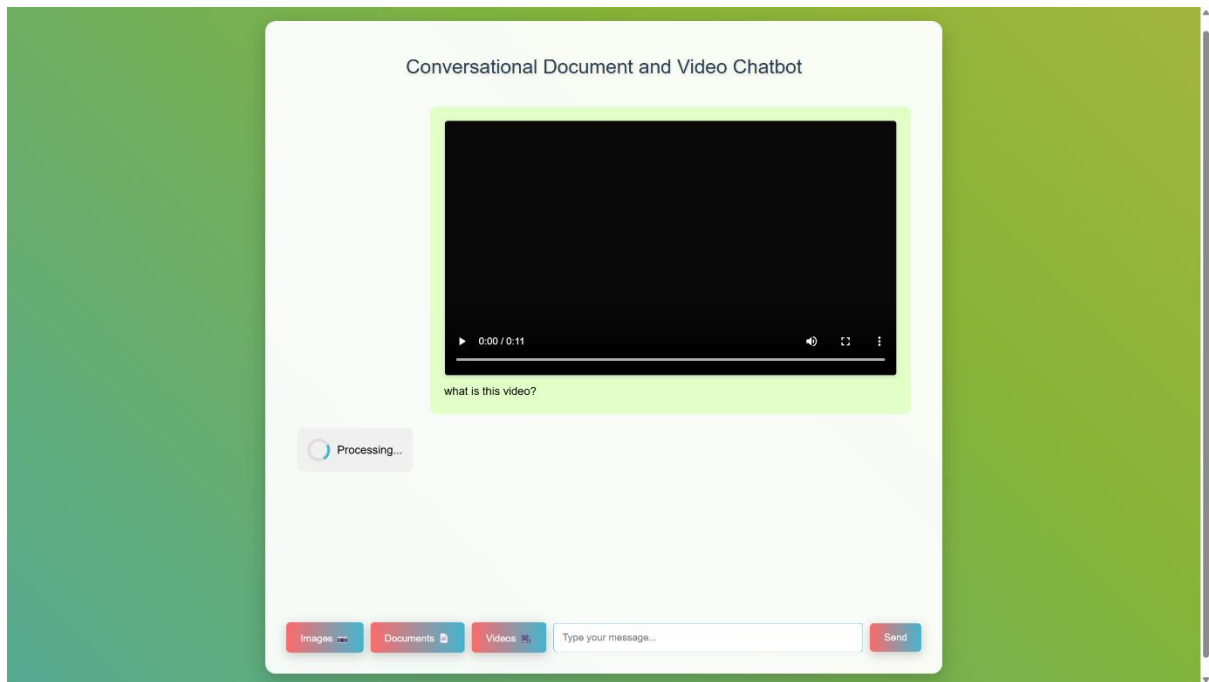 Conversational Document and Video Chatbot
0:00 / 0:11
what is this video?
Processing...
Images
Documents
Videos
Type your message...
Send